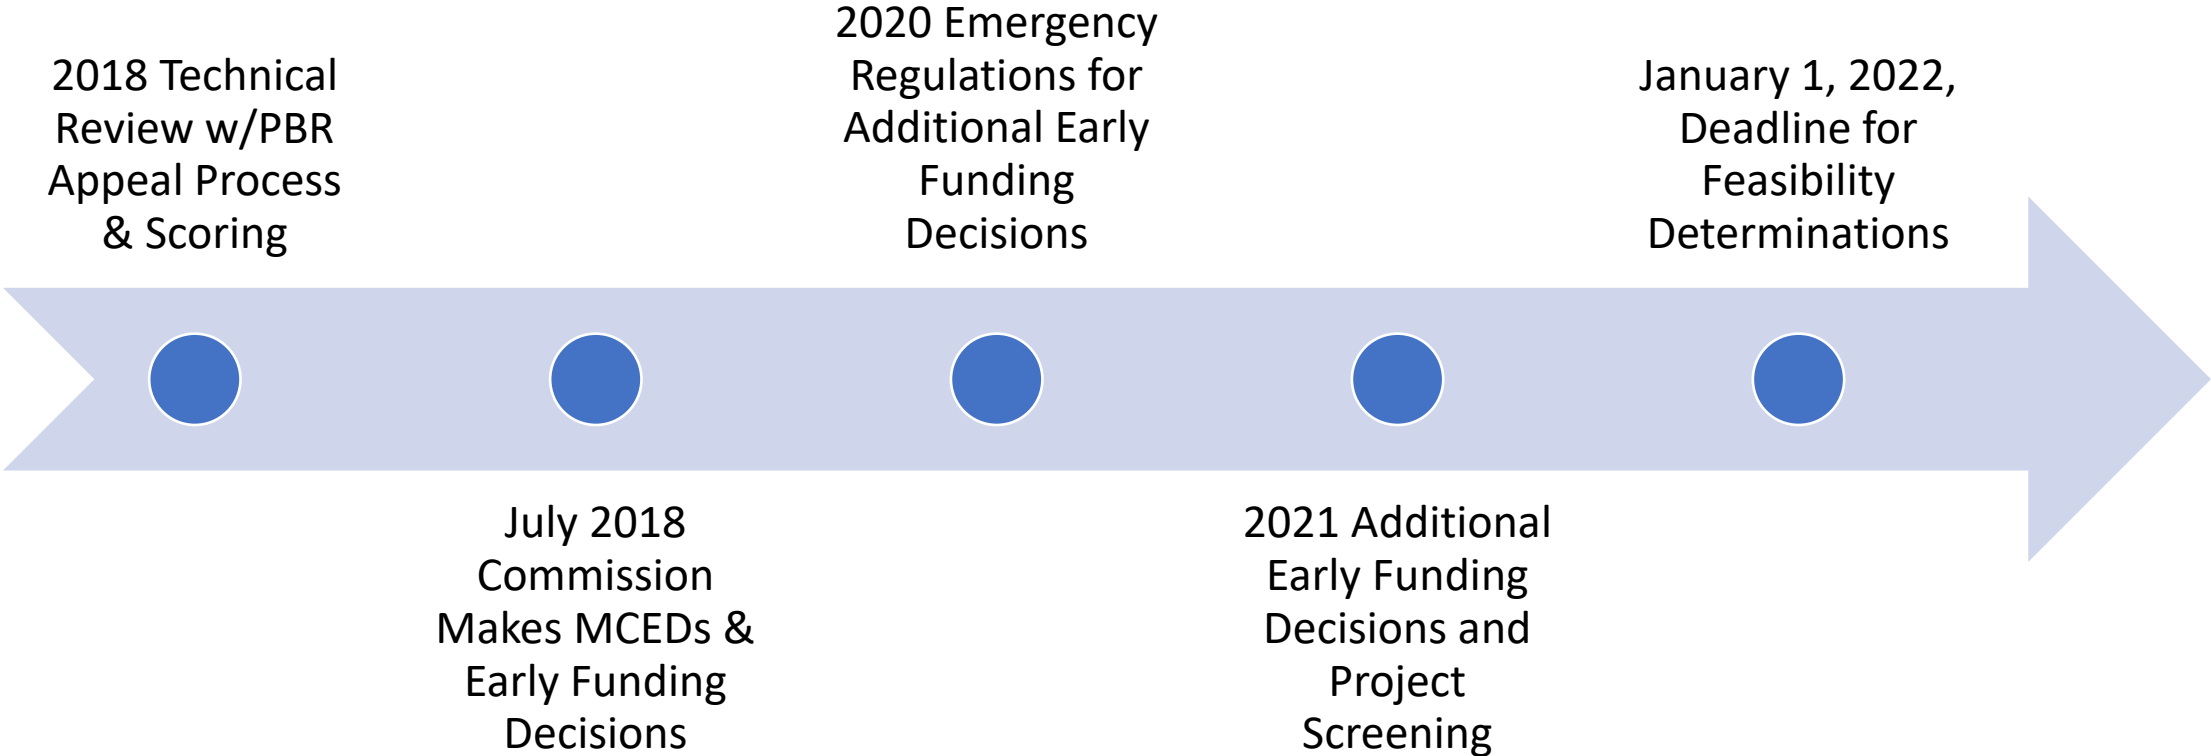 2018 Technical
Review w/PBR
Appeal Process
& Scoring
July 2018
Commission
Makes MCEDs &
Early Funding
Decisions
2020 Emergency
Regulations for
Additional Early
Funding
Decisions
2021 Additional
Early Funding
Decisions and
Project
Screening
January 1, 2022,
Deadline for
Feasibility
Determinations